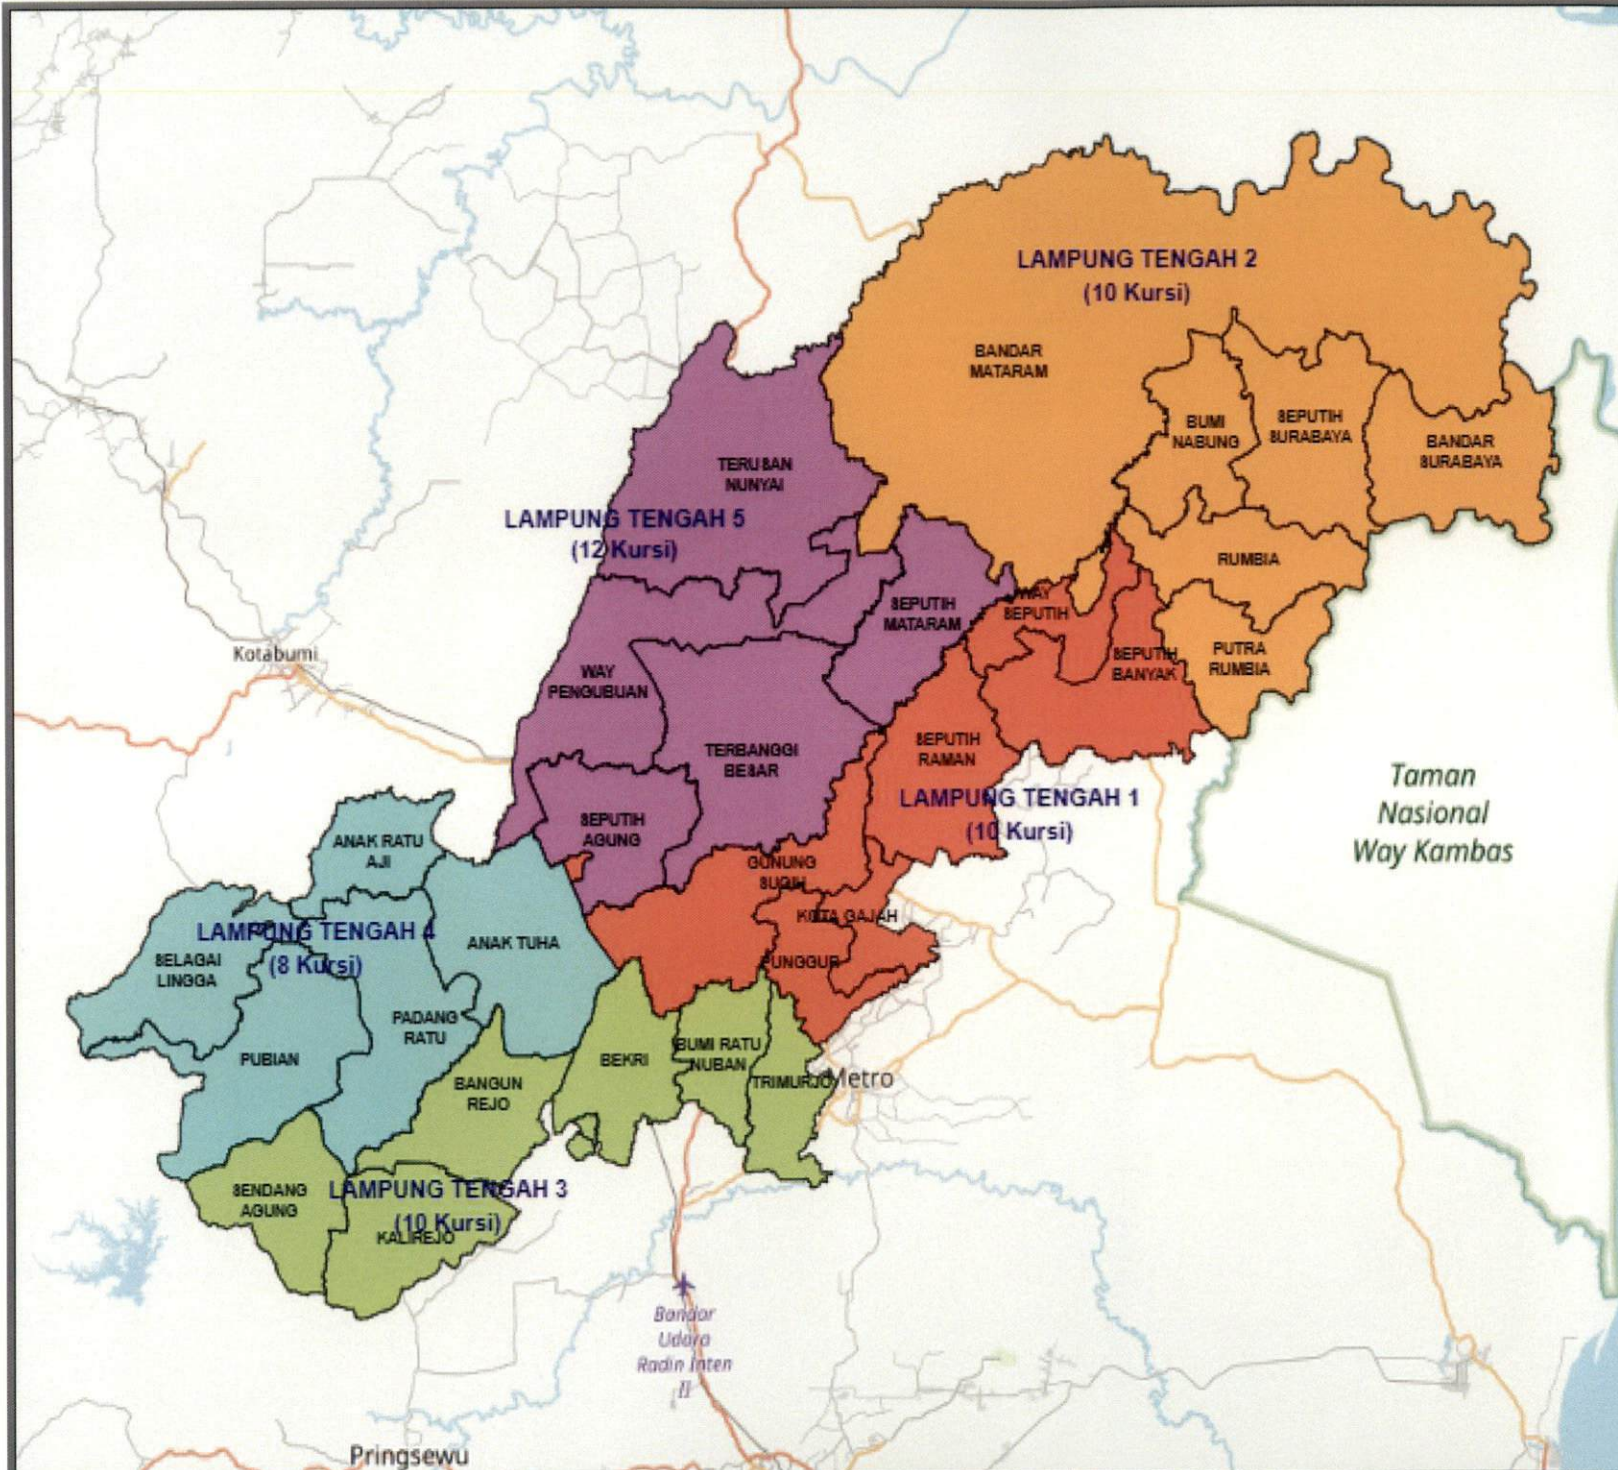 LAMPUNG TENGAH 2
(10 Kursi)
BANDAR
MATARAM
BUMI
NABUNG
SEPUTIH
SURABAYA
BANDAR
SURABAYA
TERUSAN
NUNYAI
LAMPUNG TENGAH 5
(12 Kursi)
RUMBIA
SEPUTIH
MATARAM
WAY
SEPUTIH
SEPUTIH
BANYAK
PUTRA
RUMBIA
Kotabumi
WAY
PENGUBUAN
TERBANGGI
BESAR
SEPUTIH
RAMAN
LAMPUNG TENGAH 1
(10 Kursi)
Taman
Nasional
Way Kambas
SEPUTIH
AGUNG
ANAK RATU
AJI
GUNUNG
SUGIH
KOTA GAJAH
LAMPUNG TENGAH 4
(8 Kursi)
ANAK TUHA
SELAGAI
LINGGA
PUNGGUR
PADANG
RATU
PUBIAN
BEKRI
BUMI RATU
NUBAN
TRIMURJO
Metro
BANGUN
REJO
SENDANG
AGUNG
LAMPUNG TENGAH 3
(10 Kursi)
KALIREJO
Bandar
Udara
Radin Inten
II
Pringsewu